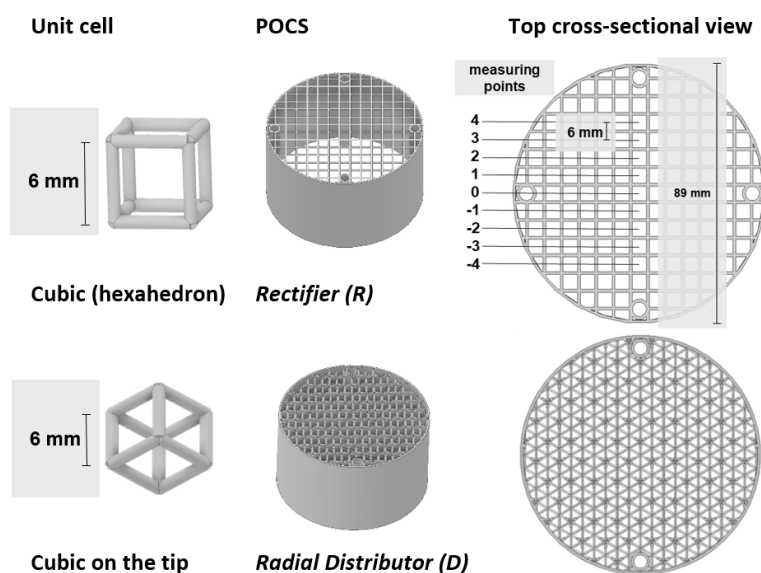 Unit cell
POCS
Top cross-sectional view
measuring
points
4
3
2
1
0
-1
-2
-3
-4
6 mm
89 mm
6 mm
Cubic (hexahedron)
Rectifier (R)
6 mm
Cubic on the tip
Radial Distributor (D)